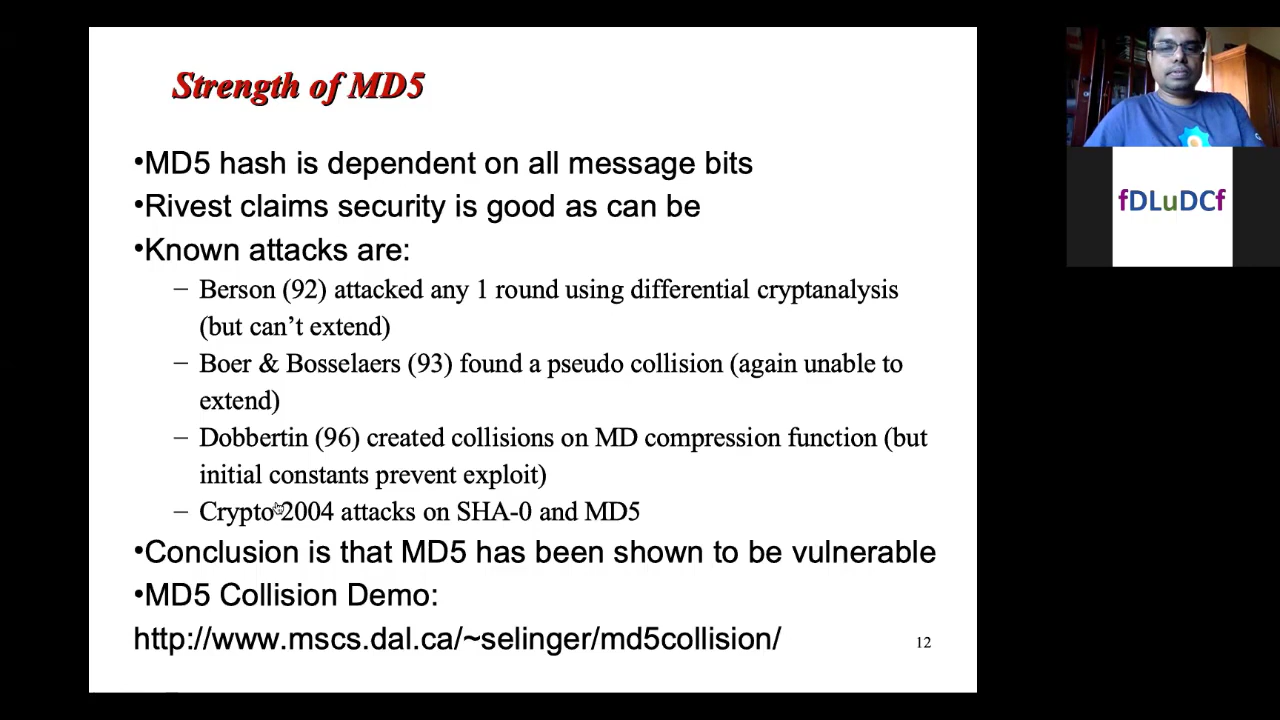 Strength of MD5
•MD5 hash is dependent on all message bits
•Rivest claims security is good as can be
•Known attacks are:
– Berson (92) attacked any 1 round using differential cryptanalysis
(but can’t extend)
– Boer & Bosselaers (93) found a pseudo collision (again unable to
extend)
– Dobbertin (96) created collisions on MD compression function (but
initial constants prevent exploit)
– Crypto 2004 attacks on SHA-0 and MD5
•Conclusion is that MD5 has been shown to be vulnerable
•MD5 Collision Demo:
http://www.mscs.dal.ca/~selinger/md5collision/
12
fDLuDCf